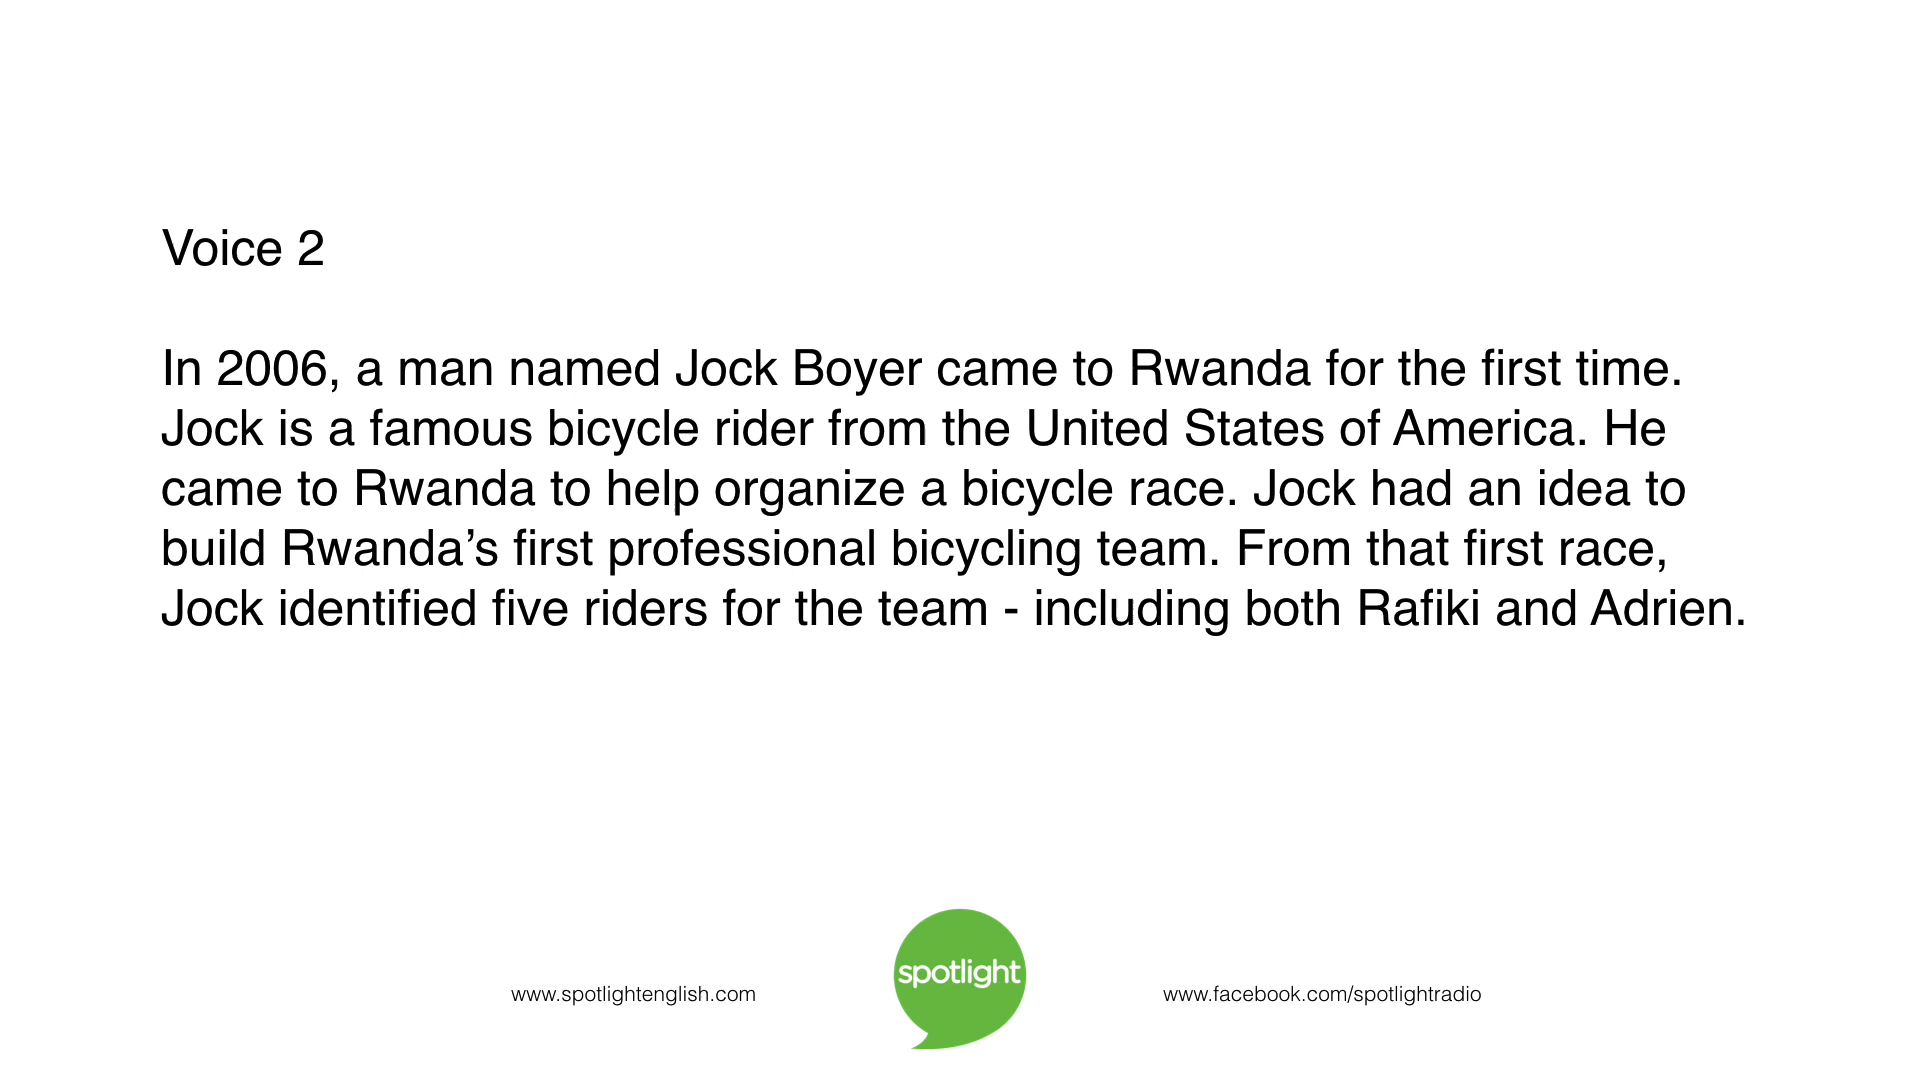 Voice 2
In 2006, a man named Jock Boyer came to Rwanda for the first time.
Jock is a famous bicycle rider from the United States of America. He
came to Rwanda to help organize a bicycle race. Jock had an idea to
build Rwanda’s first professional bicycling team. From that first race,
Jock identified five riders for the team - including both Rafiki and Adrien.
spotlight
www.spotlightenglish.com
www.facebook.com/spotlightradio